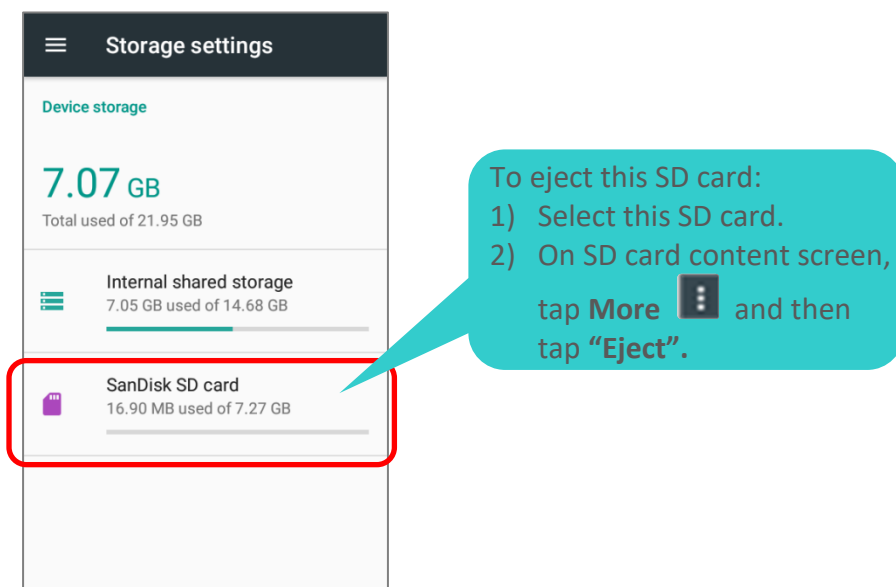 Storage settings
Device storage
7.07 GB
Total used of 21.95 GB
Internal shared storage
7.05 GB used of 14.68 GB
SanDisk SD card
16.90 MB used of 7.27 GB
To eject this SD card:
1) Select this SD card.
2) On SD card content screen,
tap More and then
tap “Eject”.